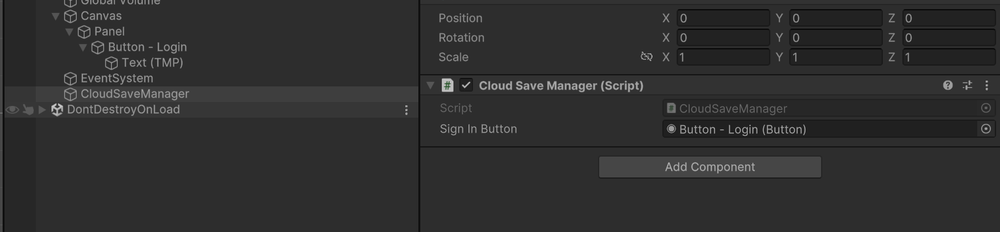 Global Volume
Canvas
Panel
Button - Login
Text (TMP)
EventSystem
CloudSaveManager
DontDestroyOnLoad
Position X 0 Y 0 Z 0
Rotation X 0 Y 0 Z 0
Scale X 1 Y 1 Z 1
# Cloud Save Manager (Script)
Script # CloudSaveManager
Sign In Button Button - Login (Button)
Add Component